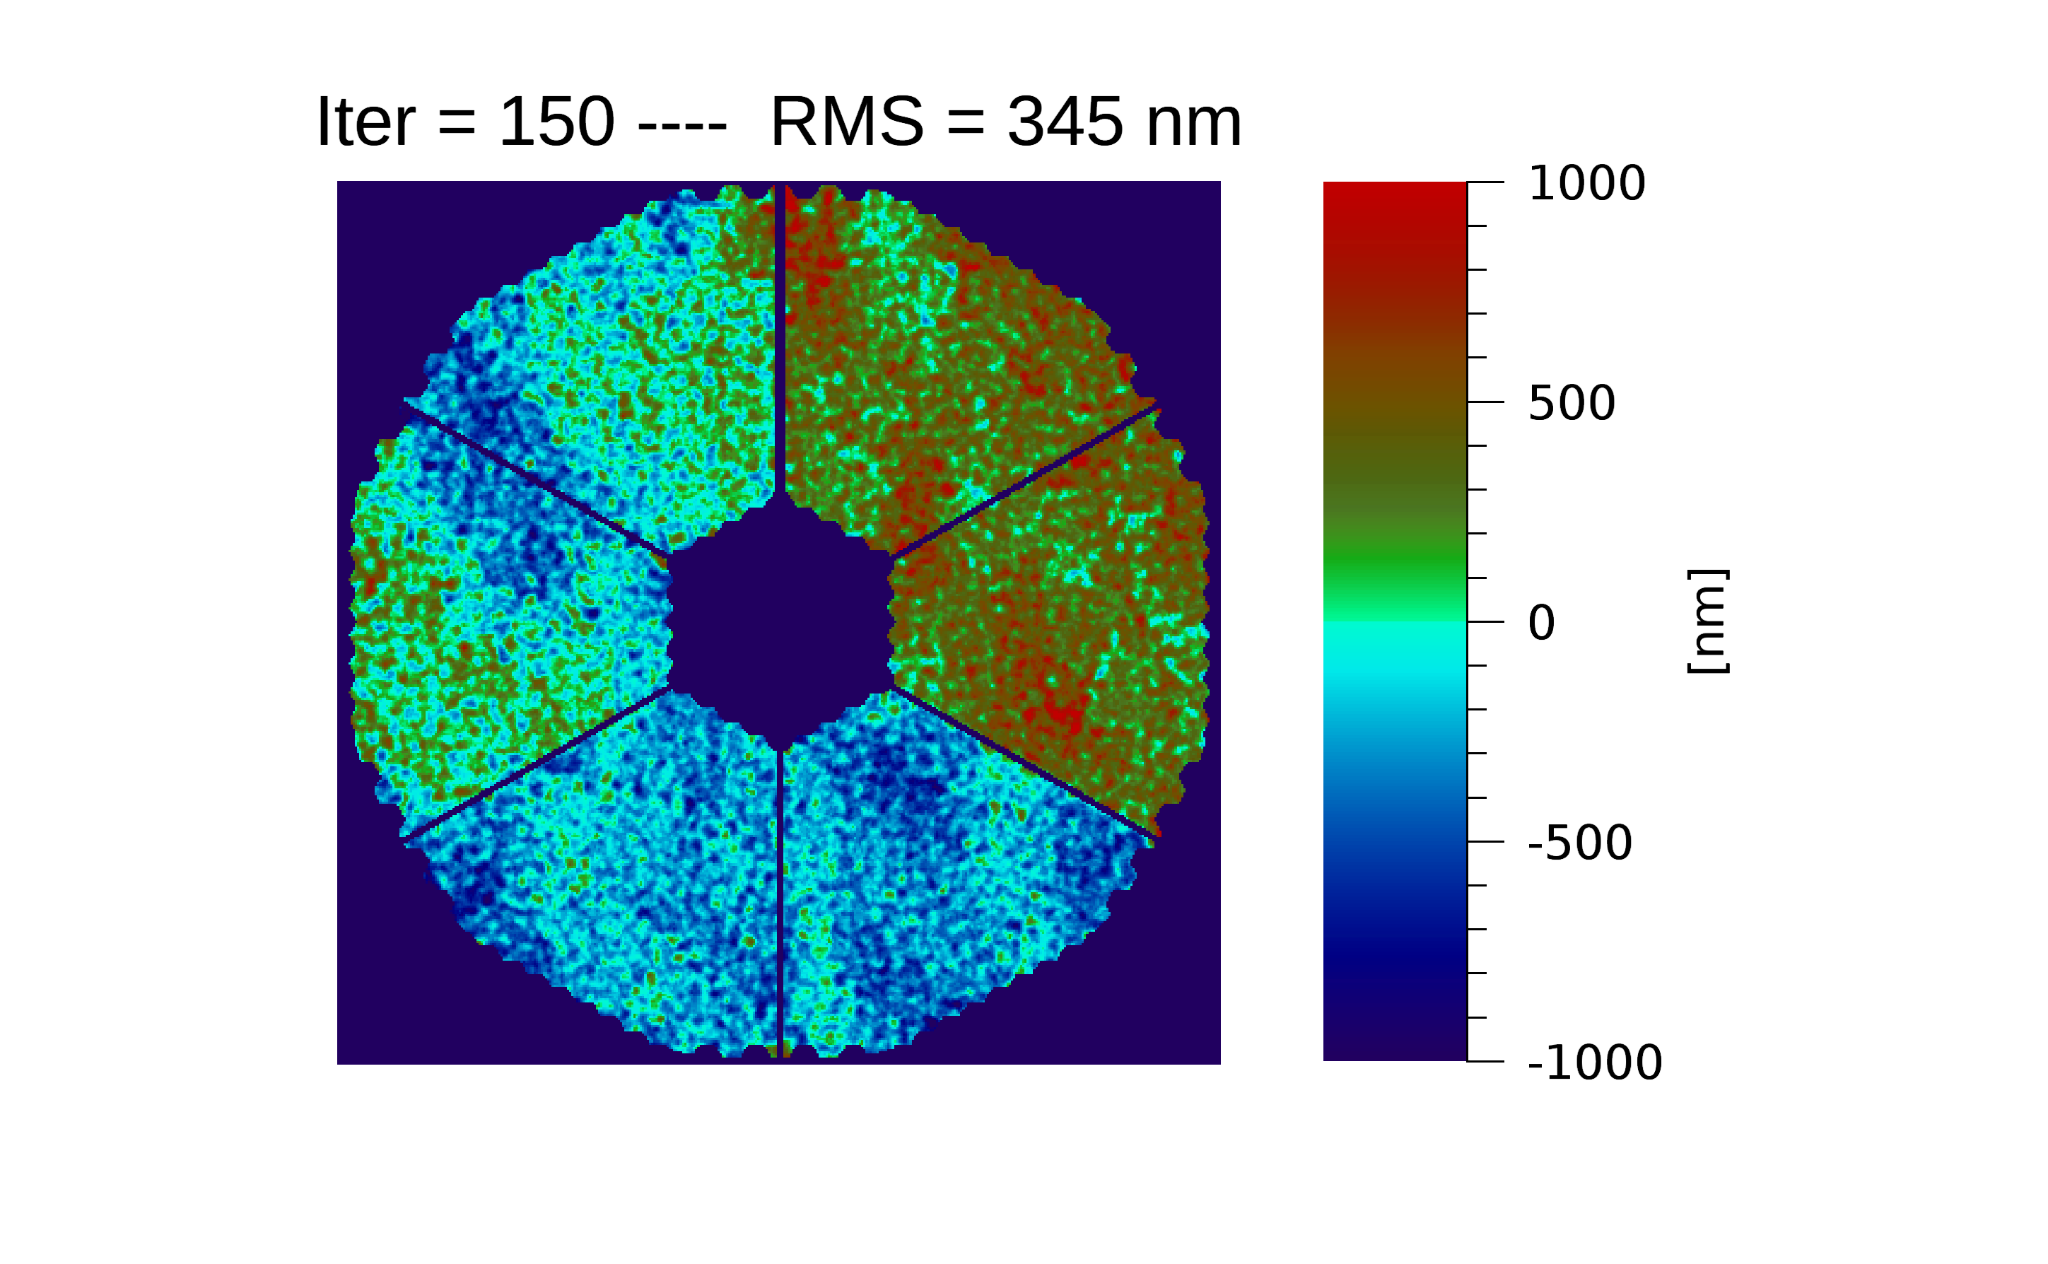 Iter = 150 ----  RMS = 345 nm
1000
500
0
-500
-1000
[nm]